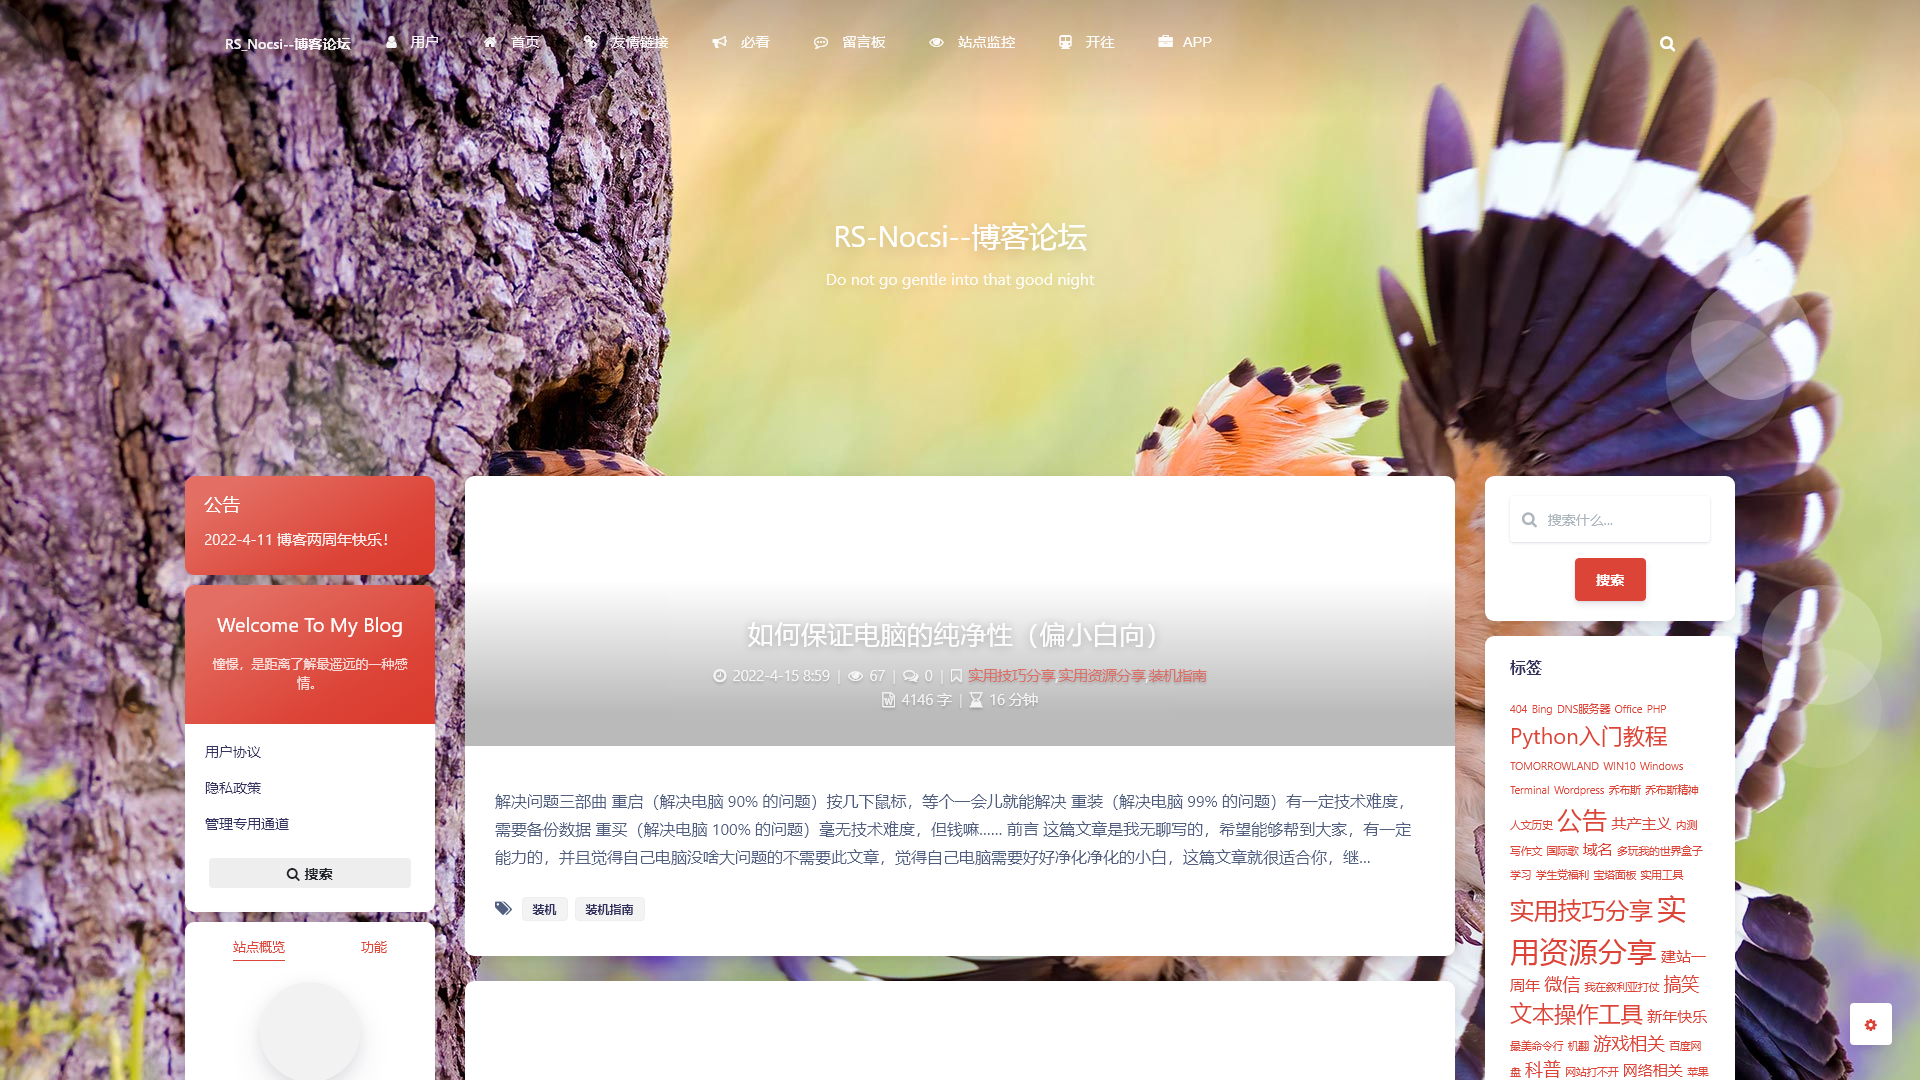 RS_Nocsi--博客论坛 用户 首页 友情链接 必看 留言板 站点监控 开往 APP
RS-Nocsi--博客论坛
Do not go gentle into that good night
公告
2022-4-11 博客两周年快乐！
Welcome To My Blog
憧憬，是距离了解最遥远的一种感
情。
用户协议
隐私政策
管理专用通道
搜索
站点概览 功能
如何保证电脑的纯净性（偏小白向）
2022-4-15 8:59 | 67 | 0 | 实用技巧分享,实用资源分享,装机指南
4146 字 | 16 分钟
解决问题三部曲 重启（解决电脑 90% 的问题）按几下鼠标，等个一会儿就能解决 重装（解决电脑 99% 的问题）有一定技术难度，
需要备份数据 重买（解决电脑 100% 的问题）毫无技术难度，但钱嘛…… 前言 这篇文章是我无聊写的，希望能够帮到大家，有一定
能力的，并且觉得自己电脑没啥大问题的不需要此文章，觉得自己电脑需要好好净化净化的小白，这篇文章就很适合你，继...
装机 装机指南
搜索什么...
搜索
标签
404 Bing DNS服务器 Office PHP
Python入门教程
TOMORROWLAND WIN10 Windows
Terminal Wordpress 乔布斯 乔布斯精神
人文历史 公告 共产主义 内测
写作文 国际歌 域名 多玩我的世界盒子
学习 学生党福利 宝塔面板 实用工具
实用技巧分享 实
用资源分享 建站一
周年 微信 我在叙利亚打仗 搞笑
文本操作工具 新年快乐
最美命令行 机翻 游戏相关 百度网
盘 科普 网站打不开 网络相关 苹果